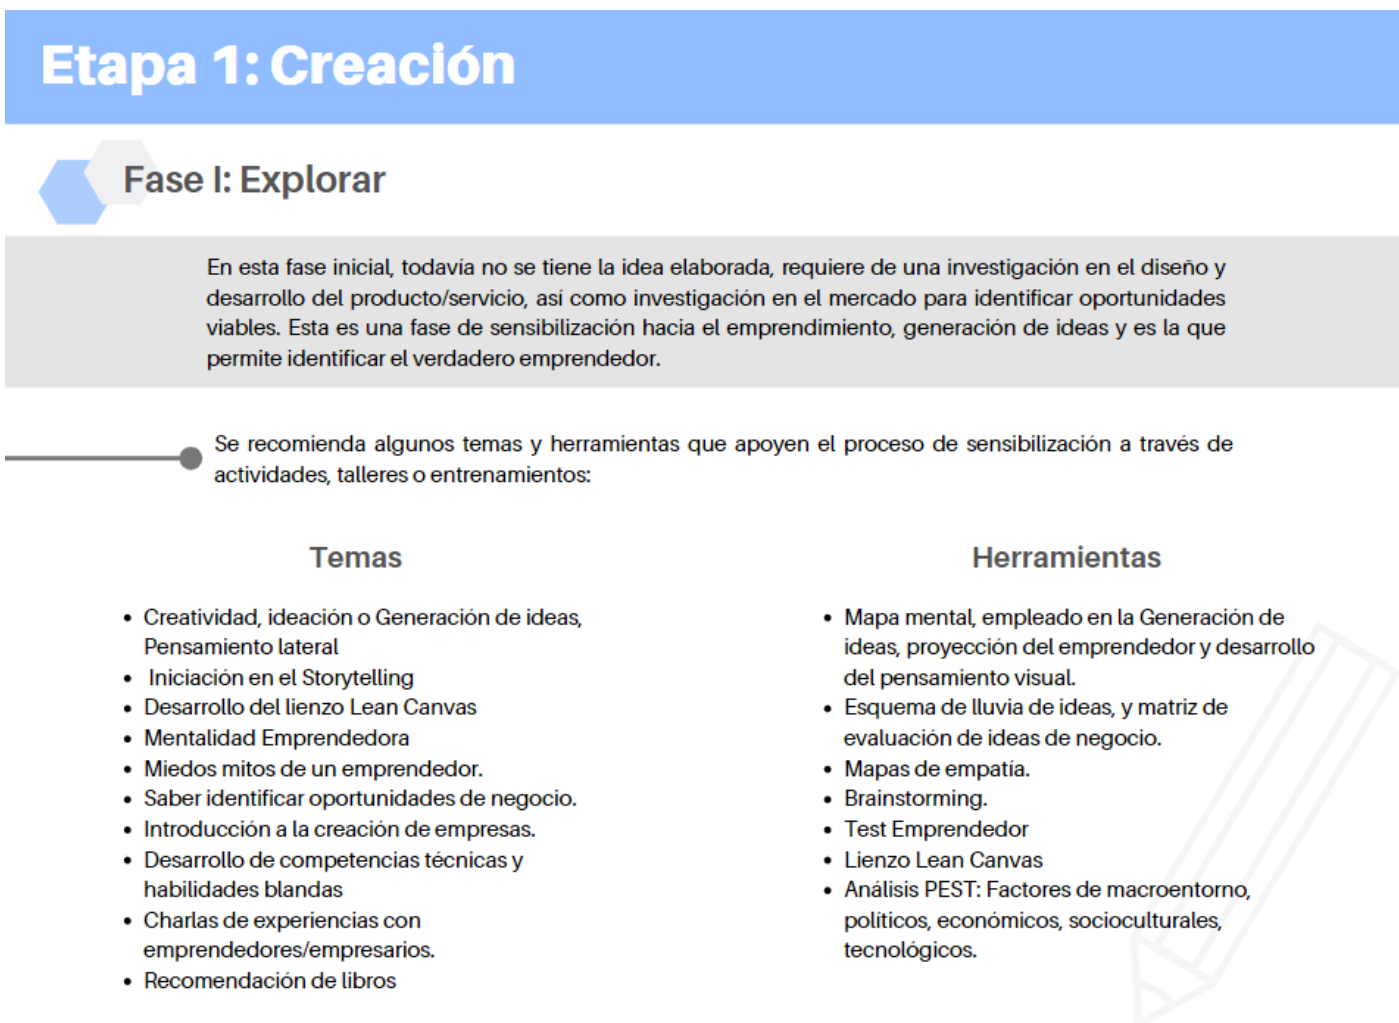 Etapa 1: Creación
Fase I: Explorar
En esta fase inicial, todavía no se tiene la idea elaborada, requiere de una investigación en el diseño y
desarrollo del producto/servicio, así como investigación en el mercado para identificar oportunidades
viables. Esta es una fase de sensibilización hacia el emprendimiento, generación de ideas y es la que
permite identificar el verdadero emprendedor.
Se recomienda algunos temas y herramientas que apoyen el proceso de sensibilización a través de
actividades, talleres o entrenamientos:
Temas
• Creatividad, ideación o Generación de ideas,
Pensamiento lateral
• Iniciación en el Storytelling
• Desarrollo del lienzo Lean Canvas
• Mentalidad Emprendedora
• Miedos mitos de un emprendedor.
• Saber identificar oportunidades de negocio.
• Introducción a la creación de empresas.
• Desarrollo de competencias técnicas y
habilidades blandas
• Charlas de experiencias con
emprendedores/empresarios.
• Recomendación de libros
Herramientas
• Mapa mental, empleado en la Generación de
ideas, proyección del emprendedor y desarrollo
del pensamiento visual.
• Esquema de lluvia de ideas, y matriz de
evaluación de ideas de negocio.
• Mapas de empatía.
• Brainstorming.
• Test Emprendedor
• Lienzo Lean Canvas
• Análisis PEST: Factores de macroentorno,
políticos, económicos, socioculturales,
tecnológicos.